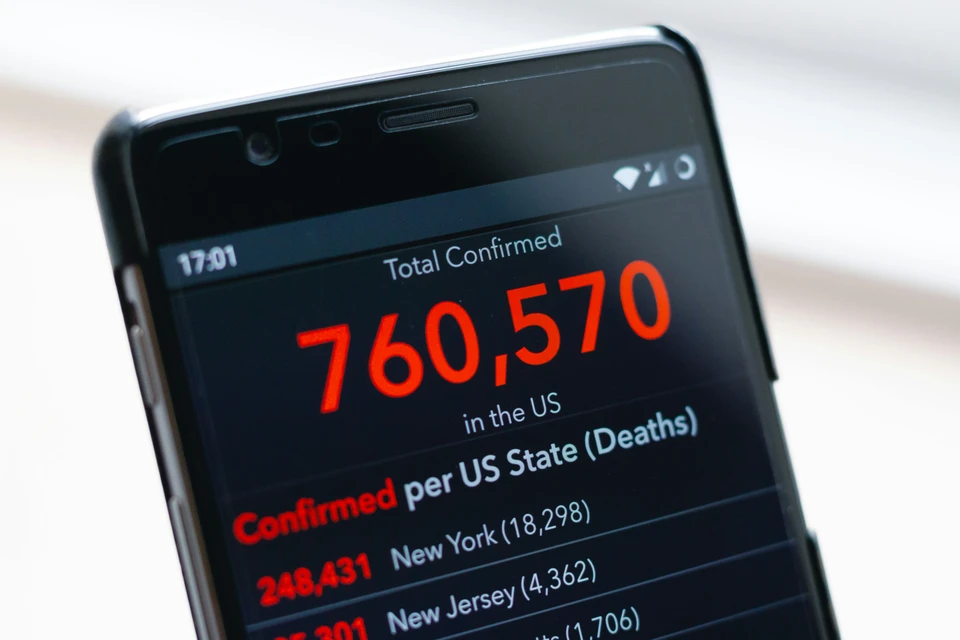 17:01
Total Confirmed
760,570
in the US
Confirmed per US State (Deaths)
248,431 New York (18,298)
New Jersey (4,362)
(1,706)